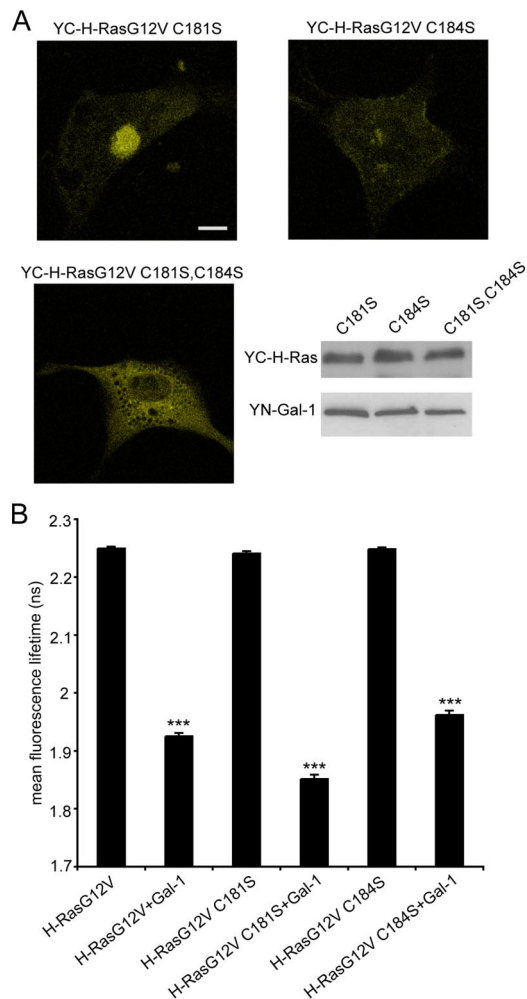 A
YC-H-RasG12V C181S
YC-H-RasG12V C184S
YC-H-RasG12V C181S,C184S
C181S
C184S
C181S,C184S
YC-H-Ras
YN-Gal-1
B
mean fluorescence lifetime (ns)
2.3
2.2
2.1
2
1.9
1.8
1.7
***
***
***
H-RasG12V
H-RasG12V+Gal-1
H-RasG12V C181S
H-RasG12V C181S+Gal-1
H-RasG12V C184S
H-RasG12V C184S+Gal-1